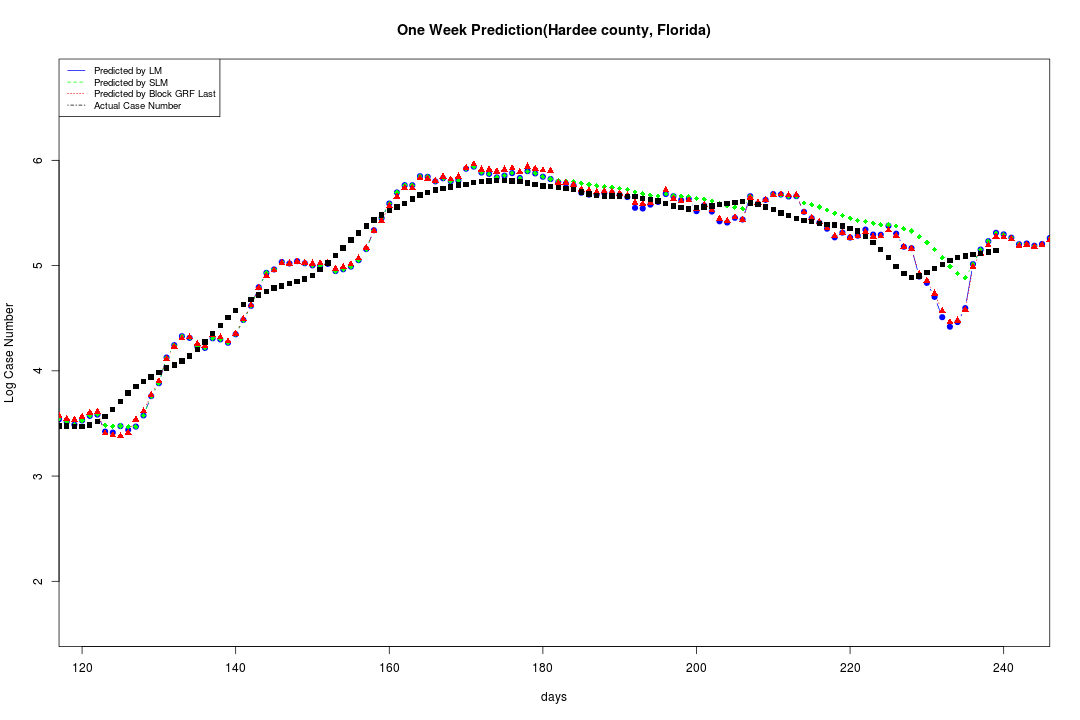 One Week Prediction(Hardee county, Florida)
Predicted by LM
Predicted by SLM
Predicted by Block GRF Last
Actual Case Number
6
5
4
3
2
Log Case Number
120 140 160 180 200 220 240
days